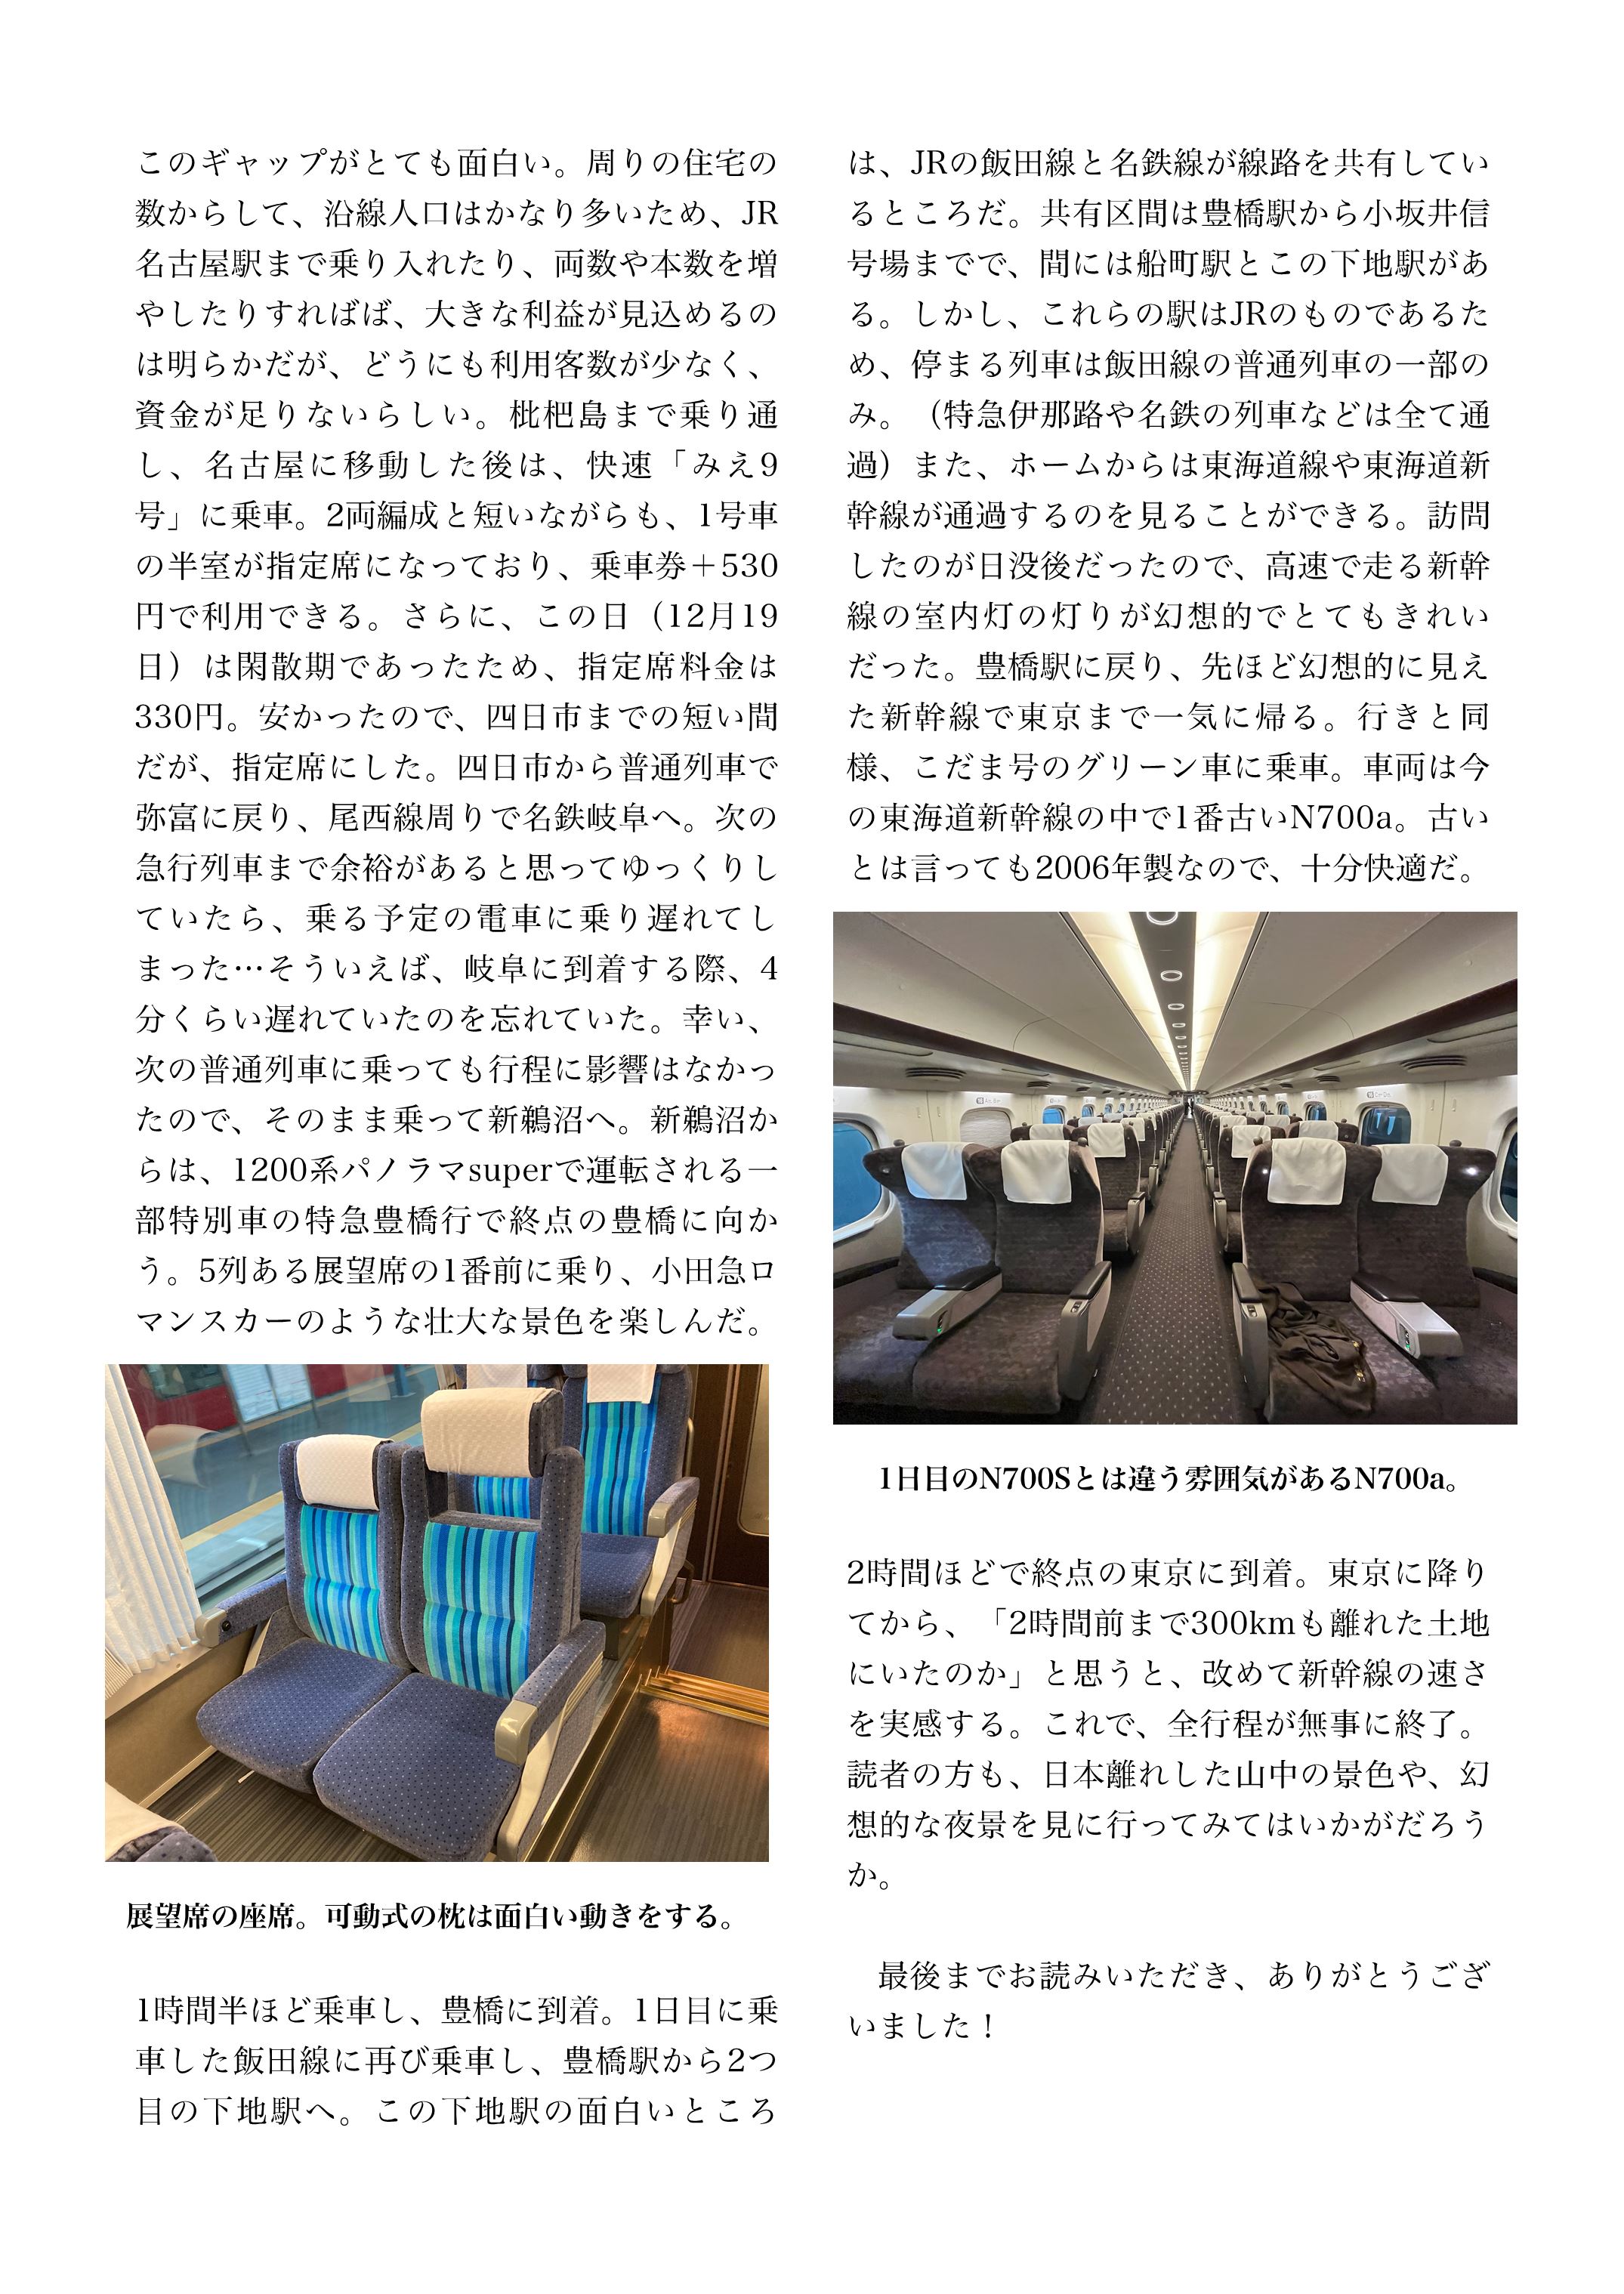 このギャップがとても面白い。周りの住宅の
数からして、沿線人口はかなり多いため、JR
名古屋駅まで乗り入れたり、両数や本数を増
やしたりすればば、大きな利益が見込めるの
は明らかだが、どうにも利用客数が少なく、
資金が足りないらしい。枇杷島まで乗り通
し、名古屋に移動した後は、快速「みえ9
号」に乗車。2両編成と短いながらも、1号車
の半室が指定席になっており、乗車券＋530
円で利用できる。さらに、この日（12月19
日）は閑散期であったため、指定席料金は
330円。安かったので、四日市までの短い間
だが、指定席にした。四日市から普通列車で
弥富に戻り、尾西線周りで名鉄岐阜へ。次の
急行列車まで余裕があると思ってゆっくりし
ていたら、乗る予定の電車に乗り遅れてし
まった…そういえば、岐阜に到着する際、4
分くらい遅れていたのを忘れていた。幸い、
次の普通列車に乗っても行程に影響はなかっ
たので、そのまま乗って新鵜沼へ。新鵜沼か
らは、1200系パノラマsuperで運転される一
部特別車の特急豊橋行で終点の豊橋に向か
う。5列ある展望席の1番前に乗り、小田急ロ
マンスカーのような壮大な景色を楽しんだ。
展望席の座席。可動式の枕は面白い動きをする。
1時間半ほど乗車し、豊橋に到着。1日目に乗
車した飯田線に再び乗車し、豊橋駅から2つ
目の下地駅へ。この下地駅の面白いところ
は、JRの飯田線と名鉄線が線路を共有してい
るところだ。共有区間は豊橋駅から小坂井信
号場までで、間には船町駅とこの下地駅があ
る。しかし、これらの駅はJRのものであるた
め、停まる列車は飯田線の普通列車の一部の
み。（特急伊那路や名鉄の列車などは全て通
過）また、ホームからは東海道線や東海道新
幹線が通過するのを見ることができる。訪問
したのが日没後だったので、高速で走る新幹
線の室内灯の灯りが幻想的でとてもきれい
だった。豊橋駅に戻り、先ほど幻想的に見え
た新幹線で東京まで一気に帰る。行きと同
様、こだま号のグリーン車に乗車。車両は今
の東海道新幹線の中で1番古いN700a。古い
とは言っても2006年製なので、十分快適だ。
1日目のN700Sとは違う雰囲気があるN700a。
2時間ほどで終点の東京に到着。東京に降り
てから、「2時間前まで300kmも離れた土地
にいたのか」と思うと、改めて新幹線の速さ
を実感する。これで、全行程が無事に終了。
読者の方も、日本離れした山中の景色や、幻
想的な夜景を見に行ってみてはいかがだろう
か。
最後までお読みいただき、ありがとうござ
いました！